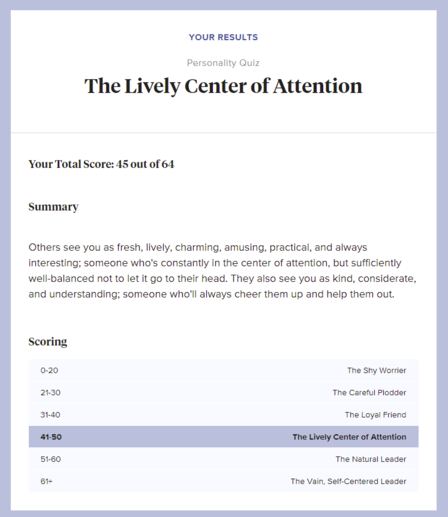 YOUR RESULTS
Personality Quiz
The Lively Center of Attention
Your Total Score: 45 out of 64
Summary
Others see you as fresh, lively, charming, amusing, practical, and always
interesting; someone who's constantly in the center of attention, but sufficiently
well-balanced not to let it go to their head. They also see you as kind, considerate,
and understanding; someone who'll always cheer them up and help them out.
Scoring
0-20 The Shy Worrier
21-30 The Careful Plodder
31-40 The Loyal Friend
41-50 The Lively Center of Attention
51-60 The Natural Leader
61+ The Vain, Self-Centered Leader